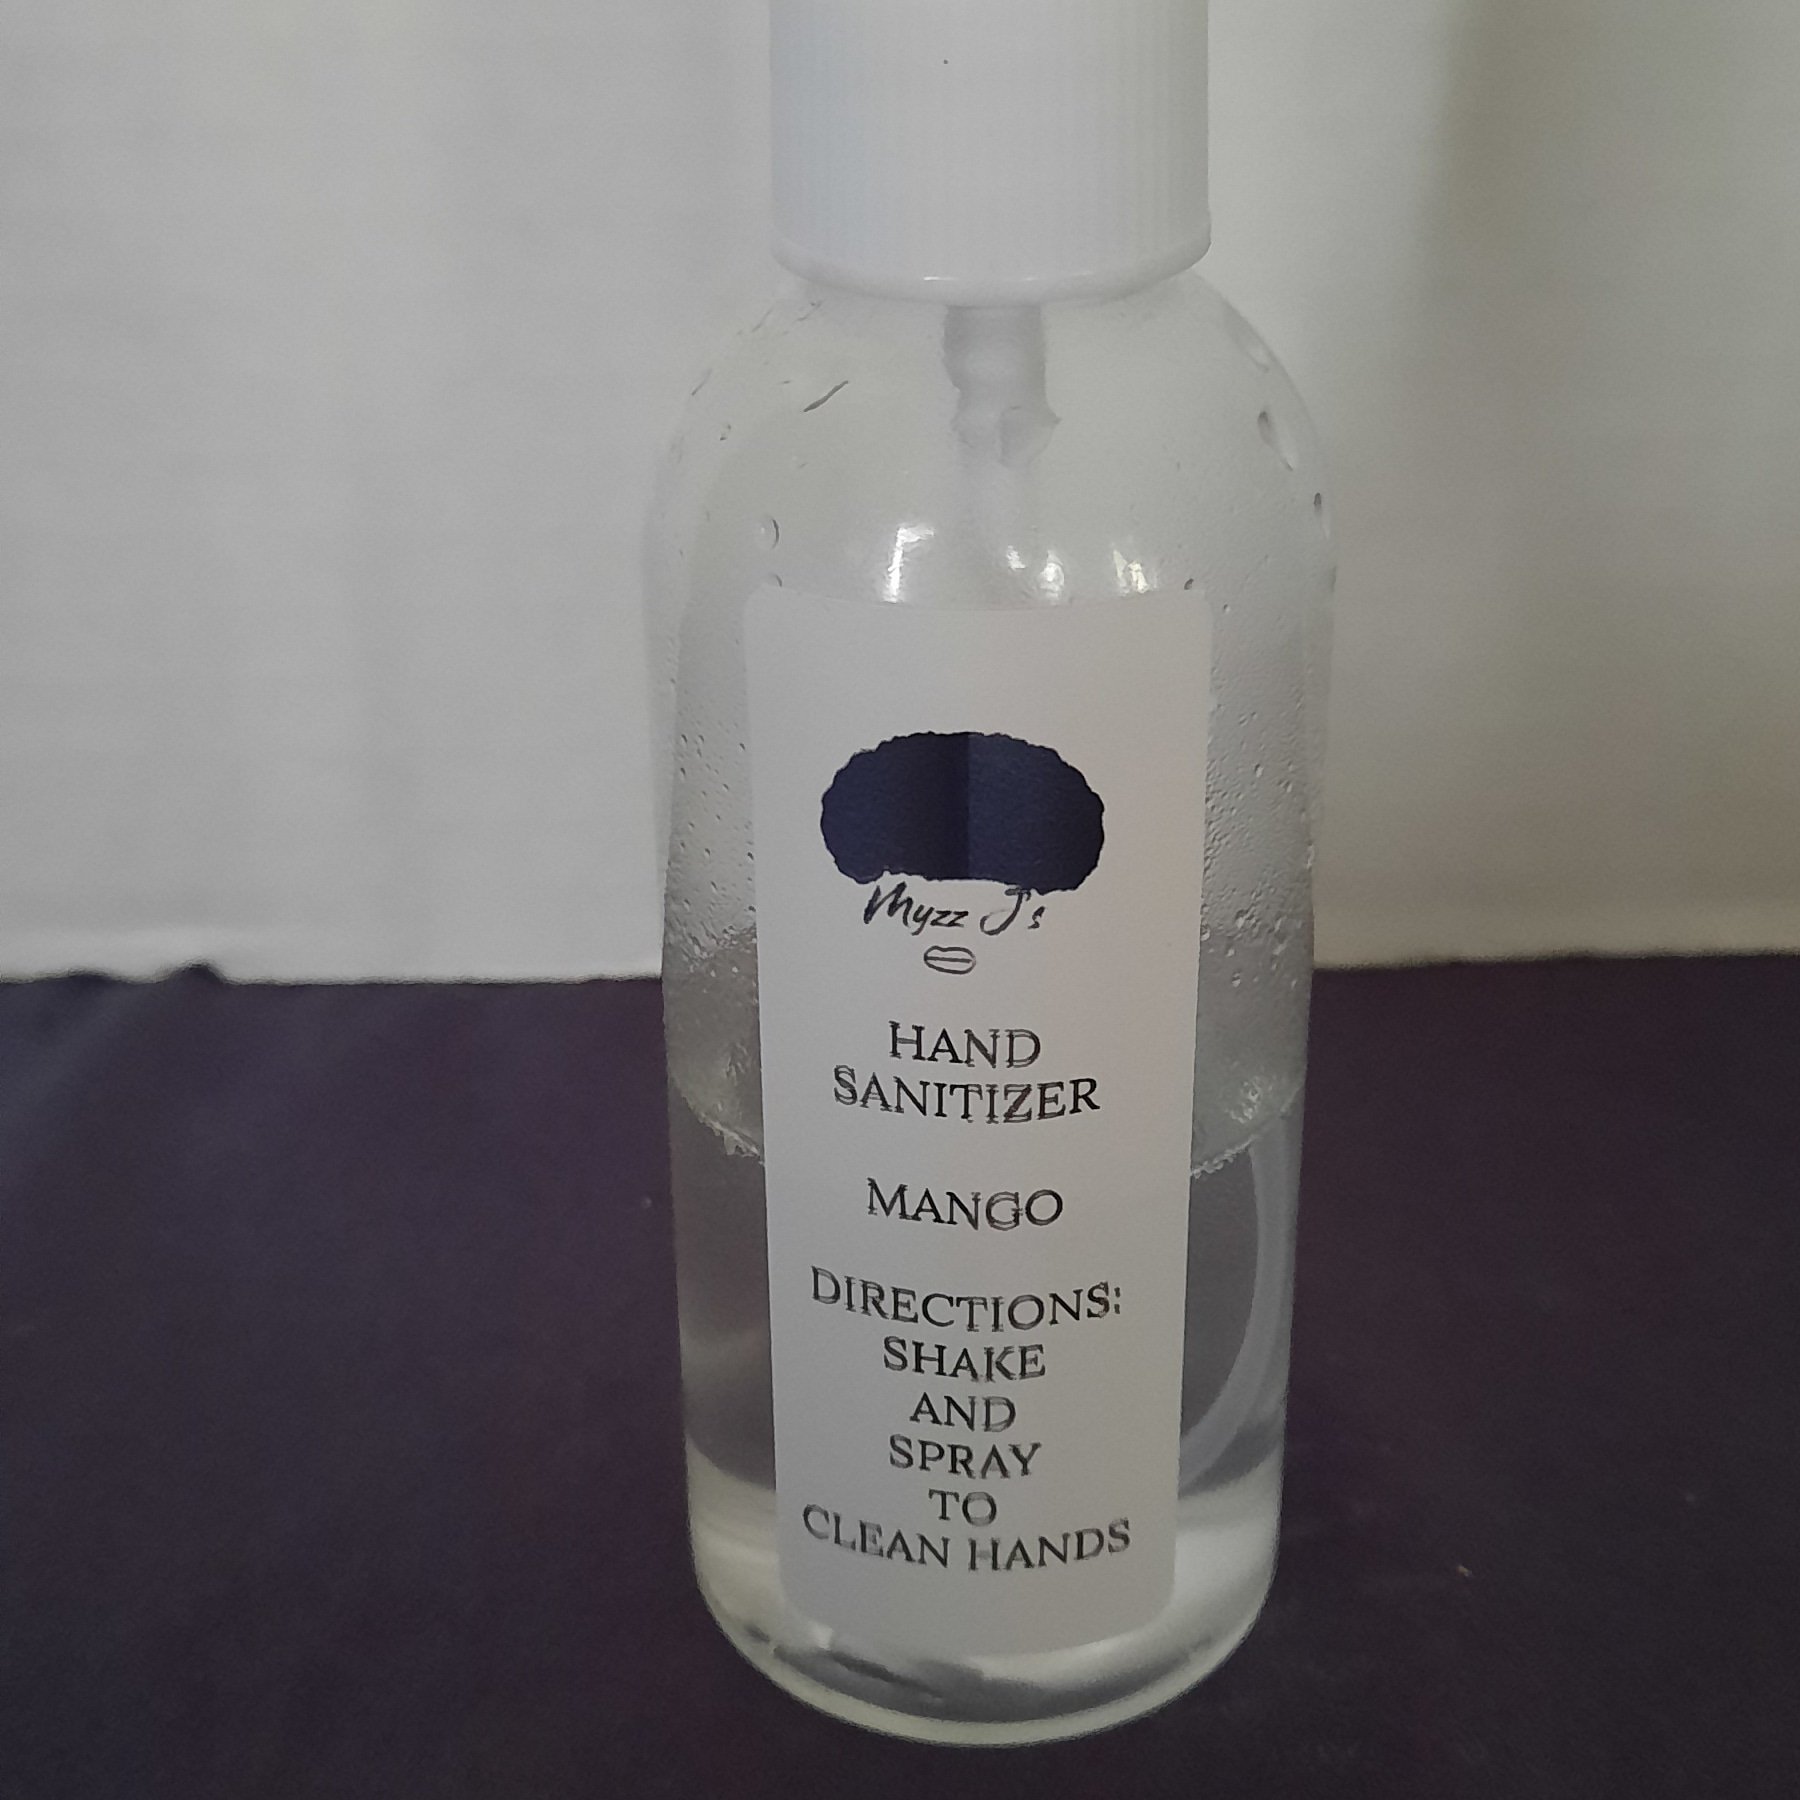 Myzz J's
HAND
SANITIZER
MANGO
DIRECTIONS:
SHAKE
AND
SPRAY
TO
CLEAN HANDS